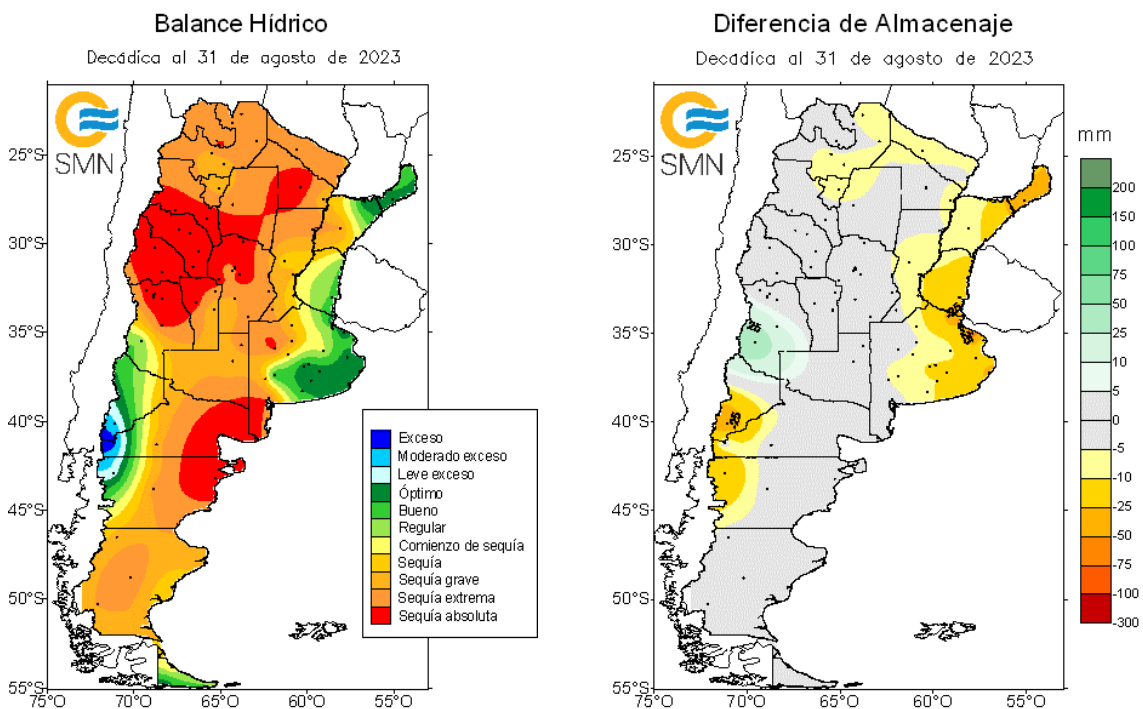 Balance Hídrico
Decádica al 31 de agosto de 2023
SMN
25°S
30°S
35°S
40°S
45°S
50°S
55°S
75°O
70°O
65°O
60°O
55°O
Exceso
Moderado exceso
Leve exceso
Óptimo
Bueno
Regular
Comienzo de sequía
Sequía
Sequía grave
Sequía extrema
Sequía absoluta
Diferencia de Almacenaje
Decádica al 31 de agosto de 2023
SMN
25°S
30°S
35°S
40°S
45°S
50°S
55°S
75°O
70°O
65°O
60°O
55°O
25
-25
mm
200
150
100
75
50
25
10
5
0
-5
-10
-25
-50
-75
-100
-300